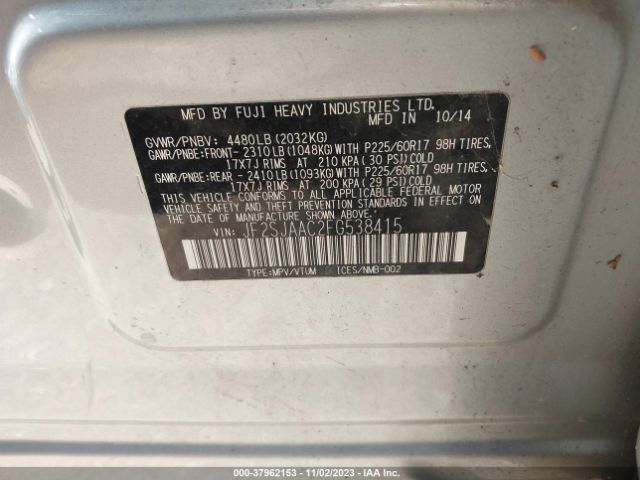 MFD BY FUJI HEAVY INDUSTRIES LTD.
MFD IN 10/14
GVWR/PNBV: 4480LB (2032KG)
GAWR/PNBE:FRONT- 2310LB (1048KG)WITH P225/60R17 98H TIRES,
17X7J RIMS AT 210 KPA (30 PSI)COLD
GAWR/PNBE:REAR - 2410LB (1093KG)WITH P225/60R17 98H TIRES,
17X7J RIMS AT 200 KPA (29 PSI)COLD
THIS VEHICLE CONFORMS TO ALL APPLICABLE FEDERAL MOTOR
VEHICLE SAFETY AND THEFT PREVENTION STANDARDS IN EFFECT
ON THE DATE OF MANUFACTURE SHOWN ABOVE.
VIN: JF2SJAAC2FG538415
TYPE:MPV/VTUM ICES/NMB-002
000-37962153 - 11/02/2023 - IAA Inc.